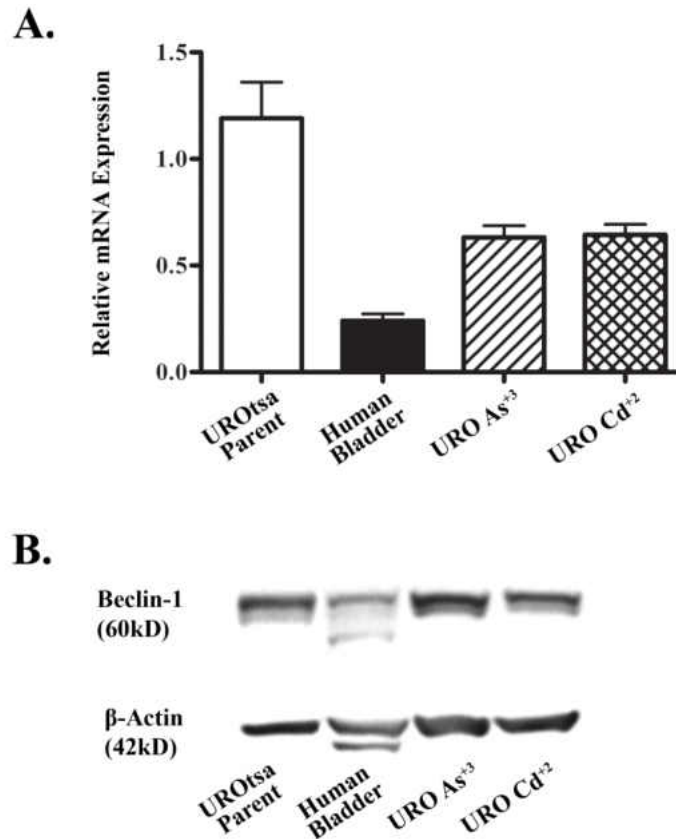 A.
Relative mRNA Expression
1.5
1.0
0.5
0.0
UROtsa
Parent
Human
Bladder
URO As⁺³
URO Cd⁺²
B.
Beclin-1
(60kD)
β-Actin
(42kD)
UROtsa
Parent
Human
Bladder
URO As⁺³
URO Cd⁺²